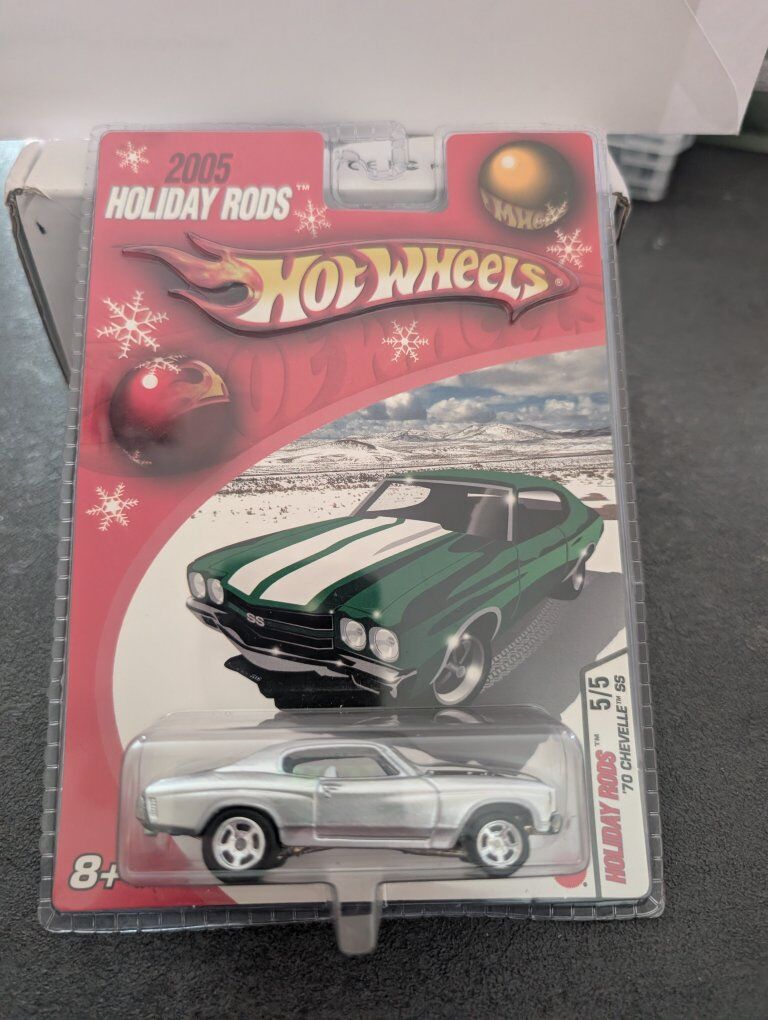 2005
HOLIDAY RODS™
HOT WHEELS®
SS
8+
HOLIDAY RODS™ 5/5
'70 CHEVELLE™ SS